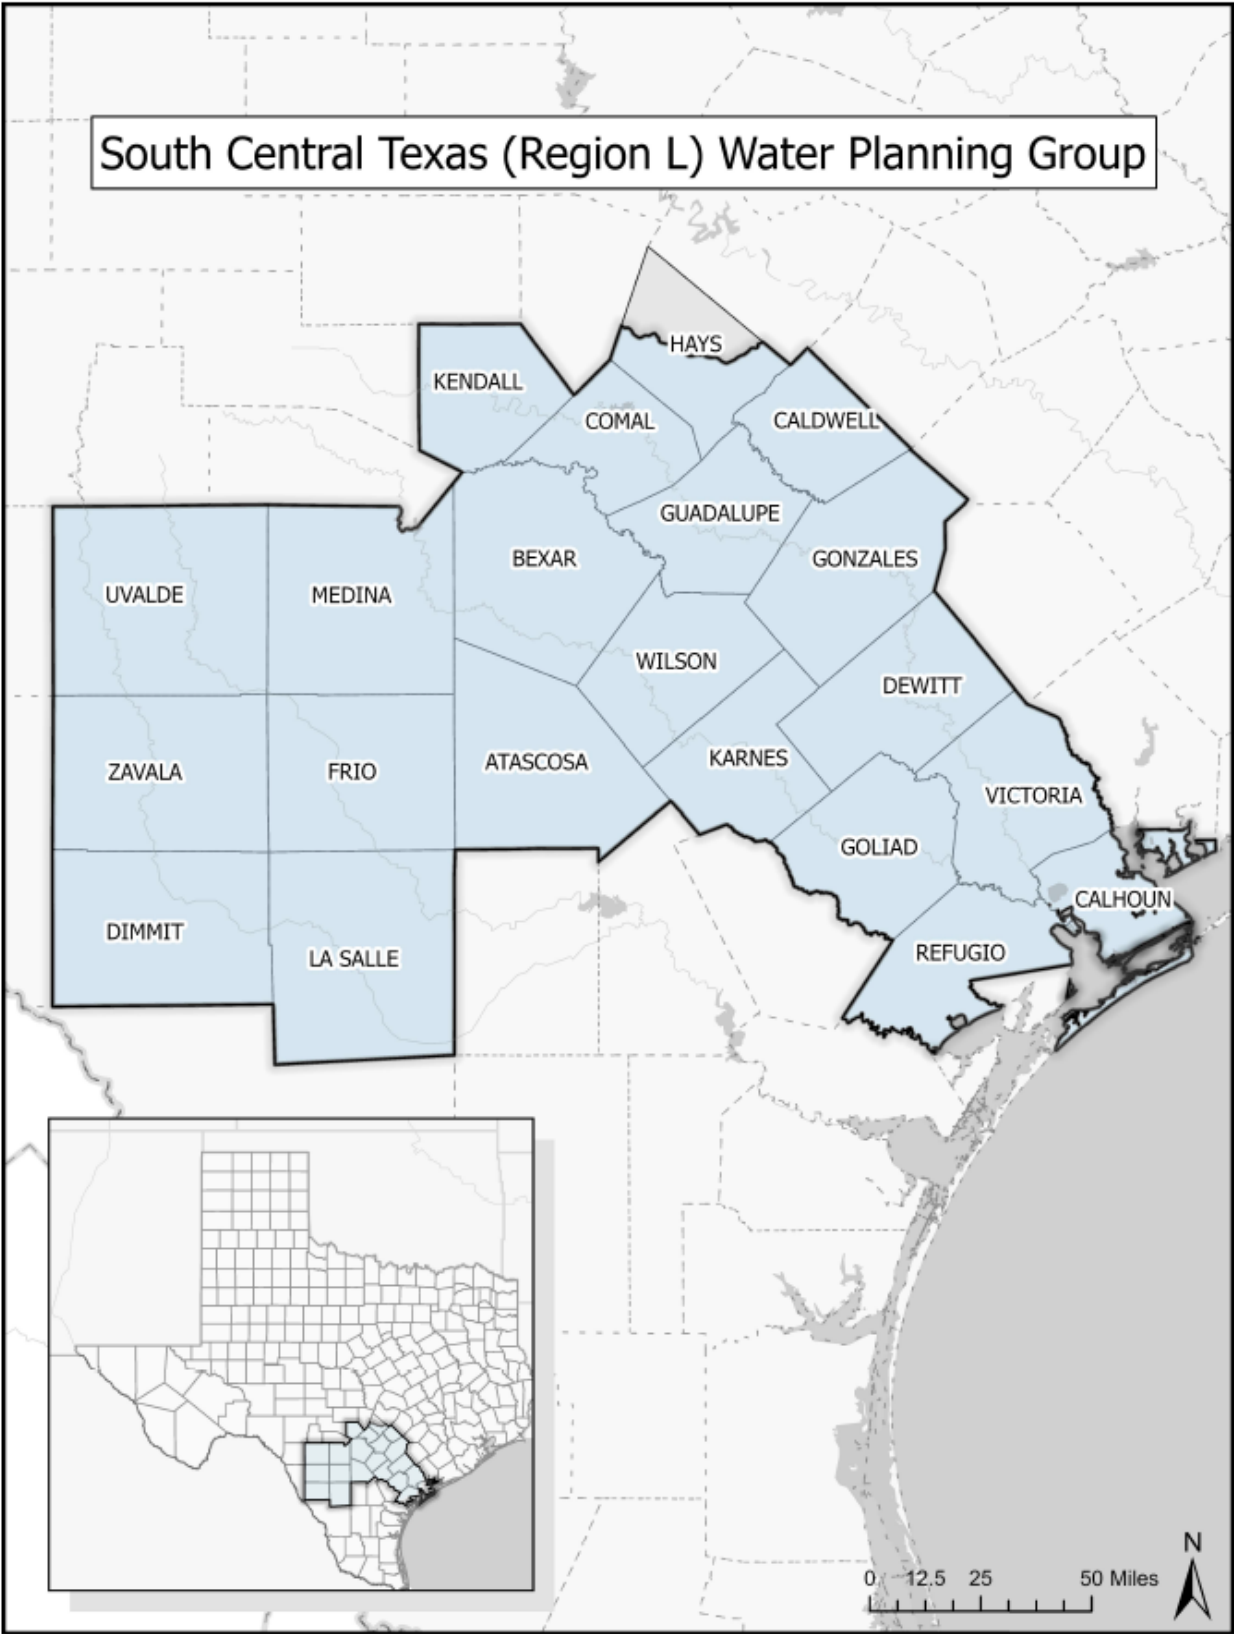 South Central Texas (Region L) Water Planning Group
HAYS
KENDALL
COMAL
CALDWELL
GUADALUPE
BEXAR
GONZALES
UVALDE
MEDINA
WILSON
DEWITT
ZAVALA
FRIO
ATASCOSA
KARNES
VICTORIA
GOLIAD
CALHOUN
DIMMIT
LA SALLE
REFUGIO
N
0 12.5 25 50 Miles